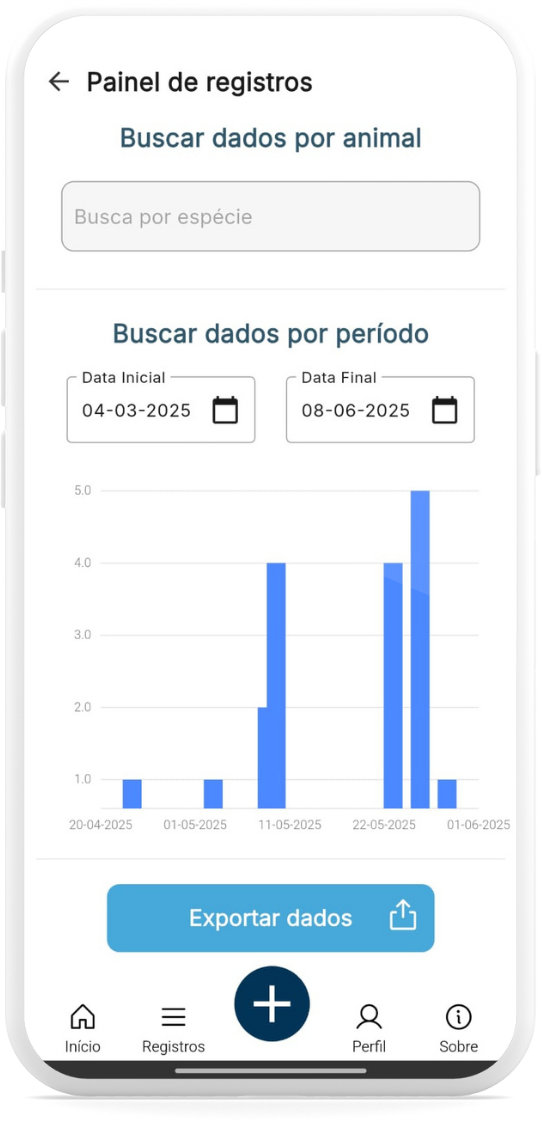 Painel de registros
Buscar dados por animal
Busca por espécie
Buscar dados por período
Data Inicial Data Final
04-03-2025 08-06-2025
5.0
4.0
3.0
2.0
1.0
20-04-2025 01-05-2025 11-05-2025 22-05-2025 01-06-2025
Exportar dados
Início Registros Perfil Sobre